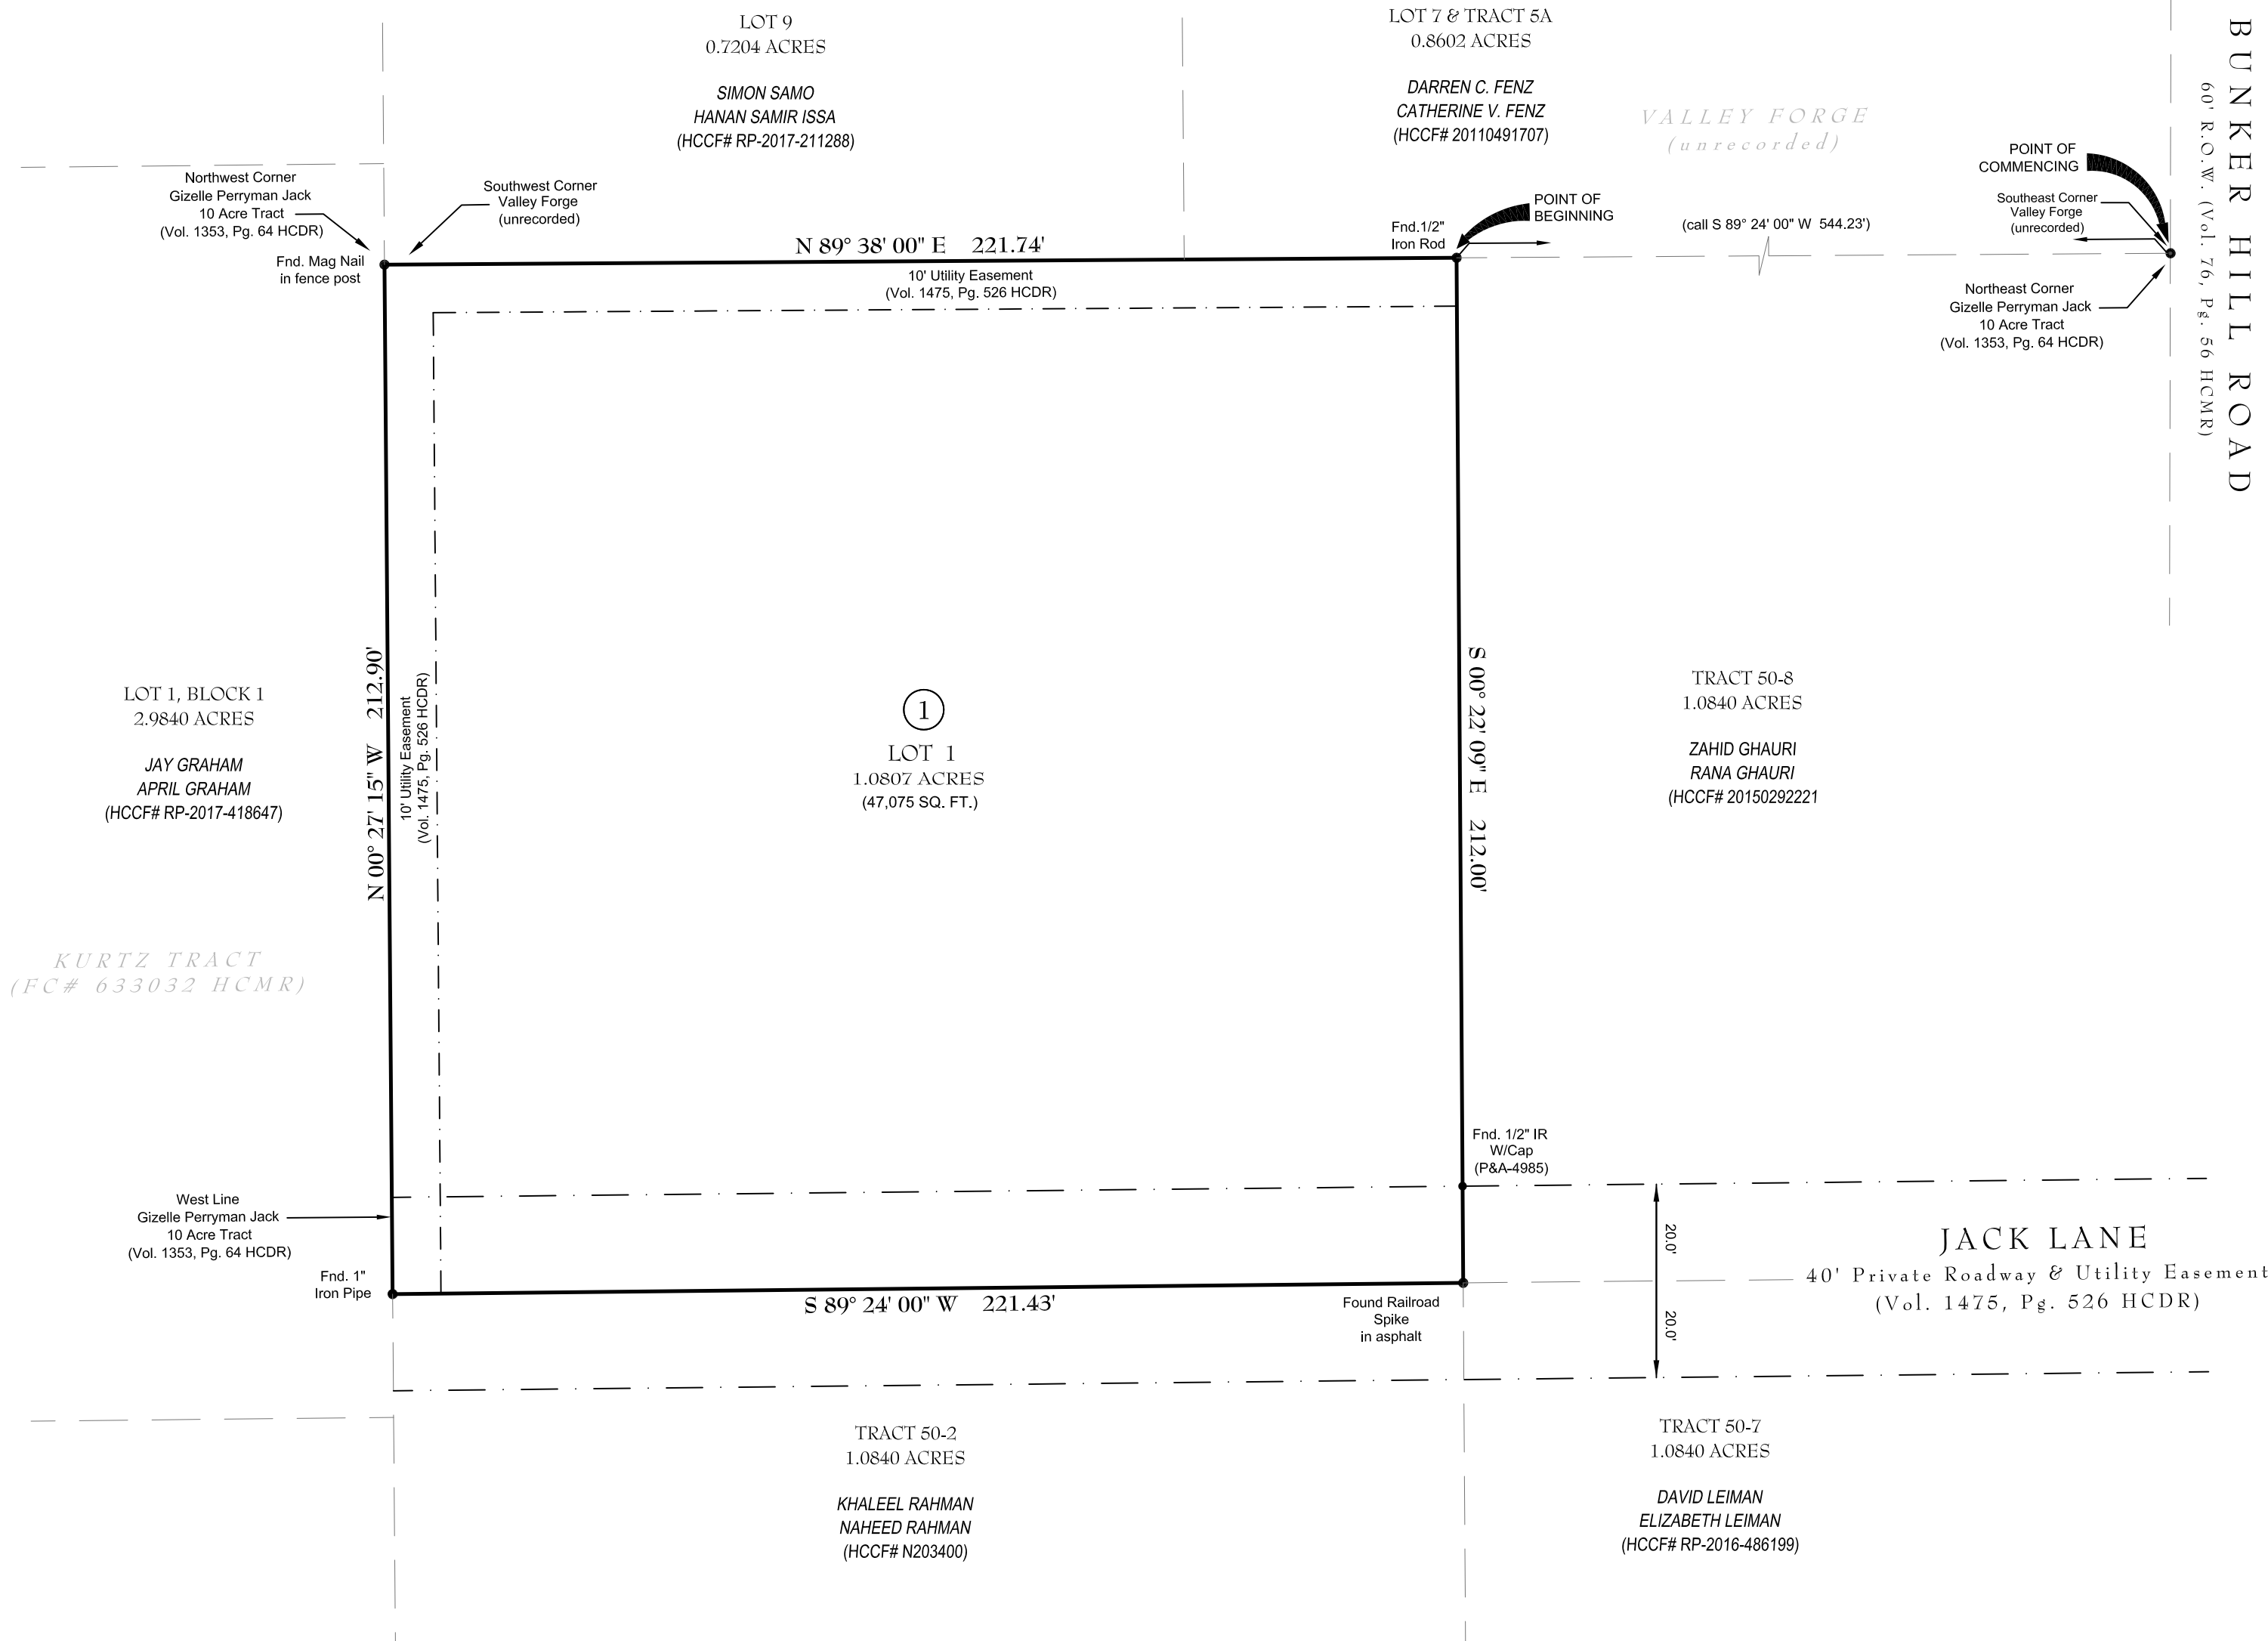 LOT 9
0.7204 ACRES
SIMON SAMO
HANAN SAMIR ISSA
(HCCF# RP-2017-211288)
LOT 7 & TRACT 5A
0.8602 ACRES
DARREN C. FENZ
CATHERINE V. FENZ
(HCCF# 20110491707)
VALLEY FORGE
(unrecorded)
BUNKER HILL ROAD
60' R.O.W. (Vol. 76, Pg. 56 HCMR)
POINT OF
COMMENCING
Southeast Corner
Valley Forge
(unrecorded)
Northwest Corner
Gizelle Perryman Jack
10 Acre Tract
(Vol. 1353, Pg. 64 HCDR)
Southwest Corner
Valley Forge
(unrecorded)
Fnd. Mag Nail
in fence post
N 89° 38' 00" E 221.74'
10' Utility Easement
(Vol. 1475, Pg. 526 HCDR)
Fnd.1/2"
Iron Rod
POINT OF
BEGINNING
(call S 89° 24' 00" W 544.23')
Northeast Corner
Gizelle Perryman Jack
10 Acre Tract
(Vol. 1353, Pg. 64 HCDR)
LOT 1, BLOCK 1
2.9840 ACRES
JAY GRAHAM
APRIL GRAHAM
(HCCF# RP-2017-418647)
N 00° 27' 15" W 212.90'
10' Utility Easement
(Vol. 1475, Pg. 526 HCDR)
1
LOT 1
1.0807 ACRES
(47,075 SQ. FT.)
S 00° 22' 09" E 212.00'
TRACT 50-8
1.0840 ACRES
ZAHID GHAURI
RANA GHAURI
(HCCF# 20150292221
KURTZ TRACT
(FC# 633032 HCMR)
Fnd. 1/2" IR
W/Cap
(P&A-4985)
West Line
Gizelle Perryman Jack
10 Acre Tract
(Vol. 1353, Pg. 64 HCDR)
Fnd. 1"
Iron Pipe
S 89° 24' 00" W 221.43'
Found Railroad
Spike
in asphalt
20.0'
20.0'
JACK LANE
40' Private Roadway & Utility Easement
(Vol. 1475, Pg. 526 HCDR)
TRACT 50-2
1.0840 ACRES
KHALEEL RAHMAN
NAHEED RAHMAN
(HCCF# N203400)
TRACT 50-7
1.0840 ACRES
DAVID LEIMAN
ELIZABETH LEIMAN
(HCCF# RP-2016-486199)